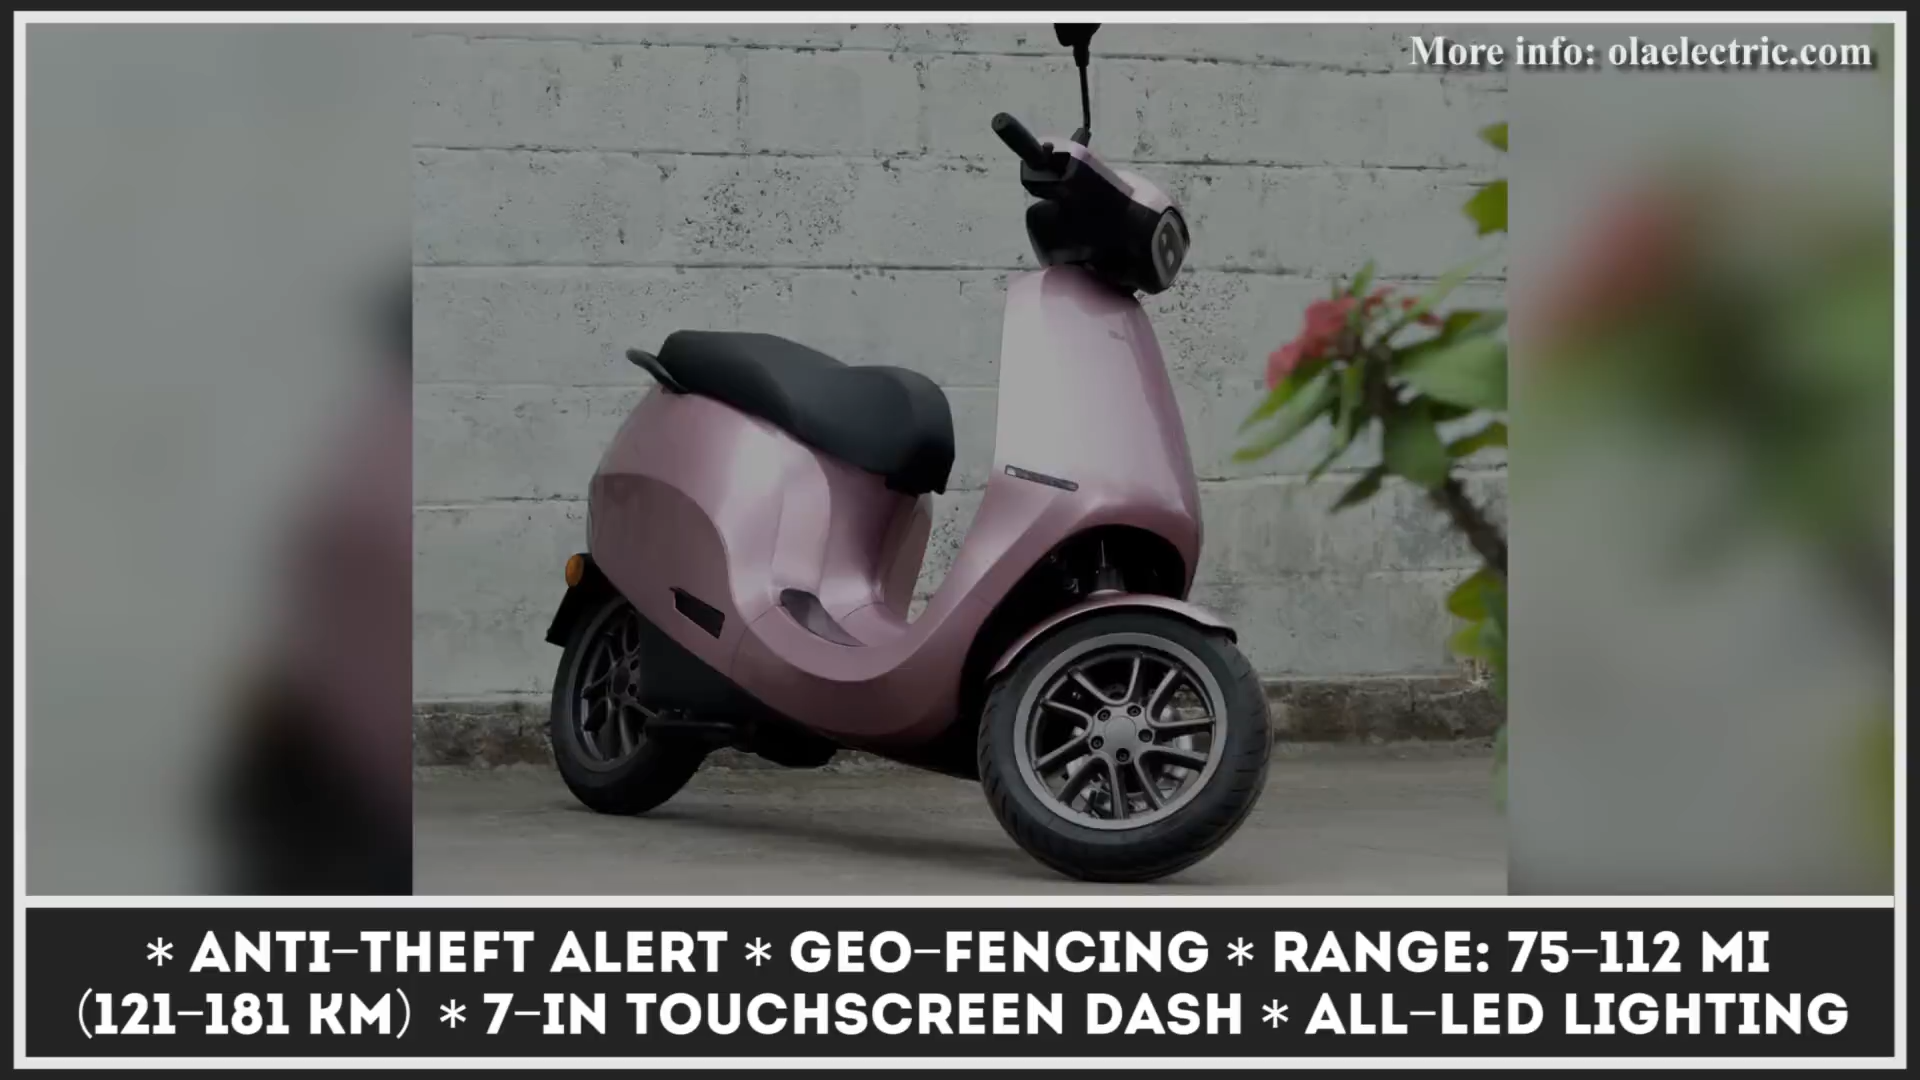 More info: olaelectric.com
* ANTI-THEFT ALERT * GEO-FENCING * RANGE: 75-112 MI
(121-181 KM) * 7-IN TOUCHSCREEN DASH * ALL-LED LIGHTING